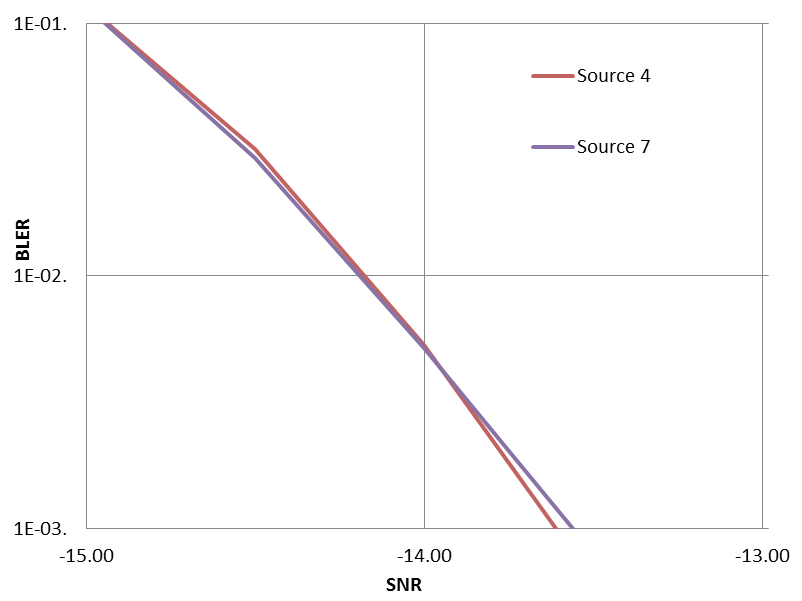 1E-01.
Source 4
Source 7
BLER
1E-02.
1E-03.
-15.00 -14.00 -13.00
SNR